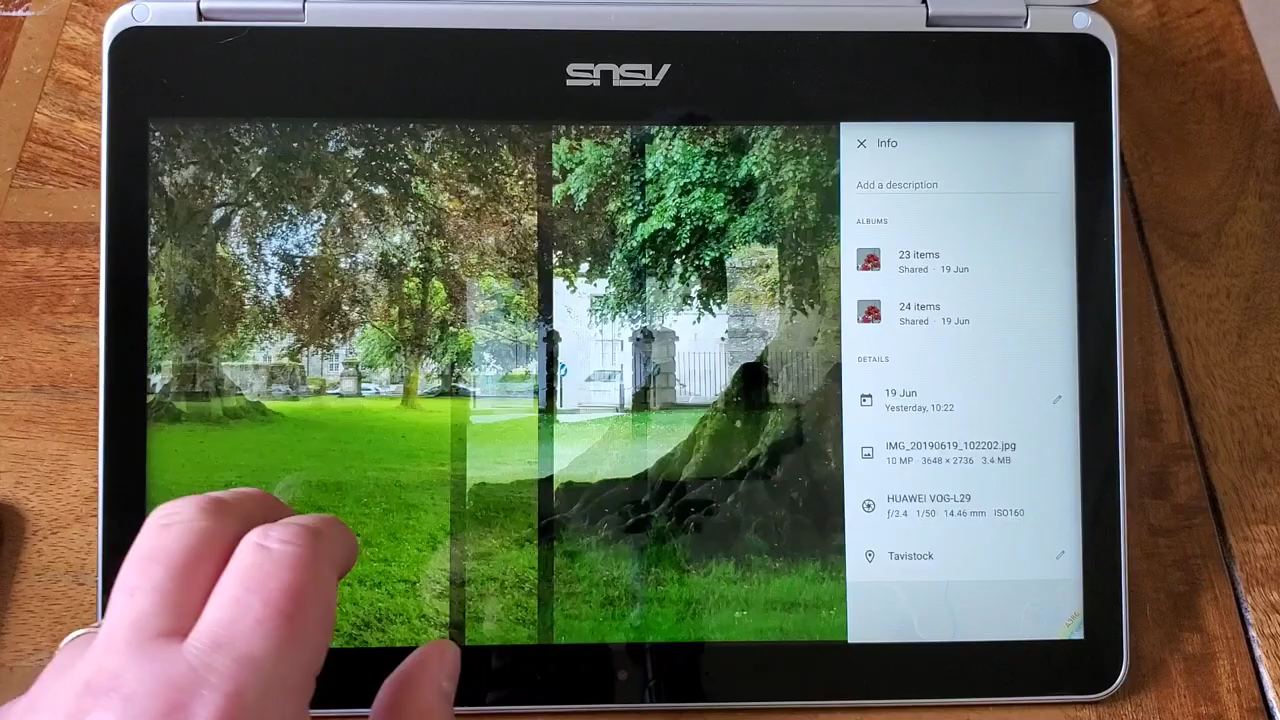 ASUS
Info
Add a description
ALBUMS
23 items
Shared · 19 Jun
24 items
Shared · 19 Jun
DETAILS
19 Jun
Yesterday, 10:22
IMG_20190619_102202.jpg
10 MP 3648 × 2736 3.4 MB
HUAWEI VOG-L29
ƒ/3.4 1/50 14.46 mm ISO160
Tavistock
A386